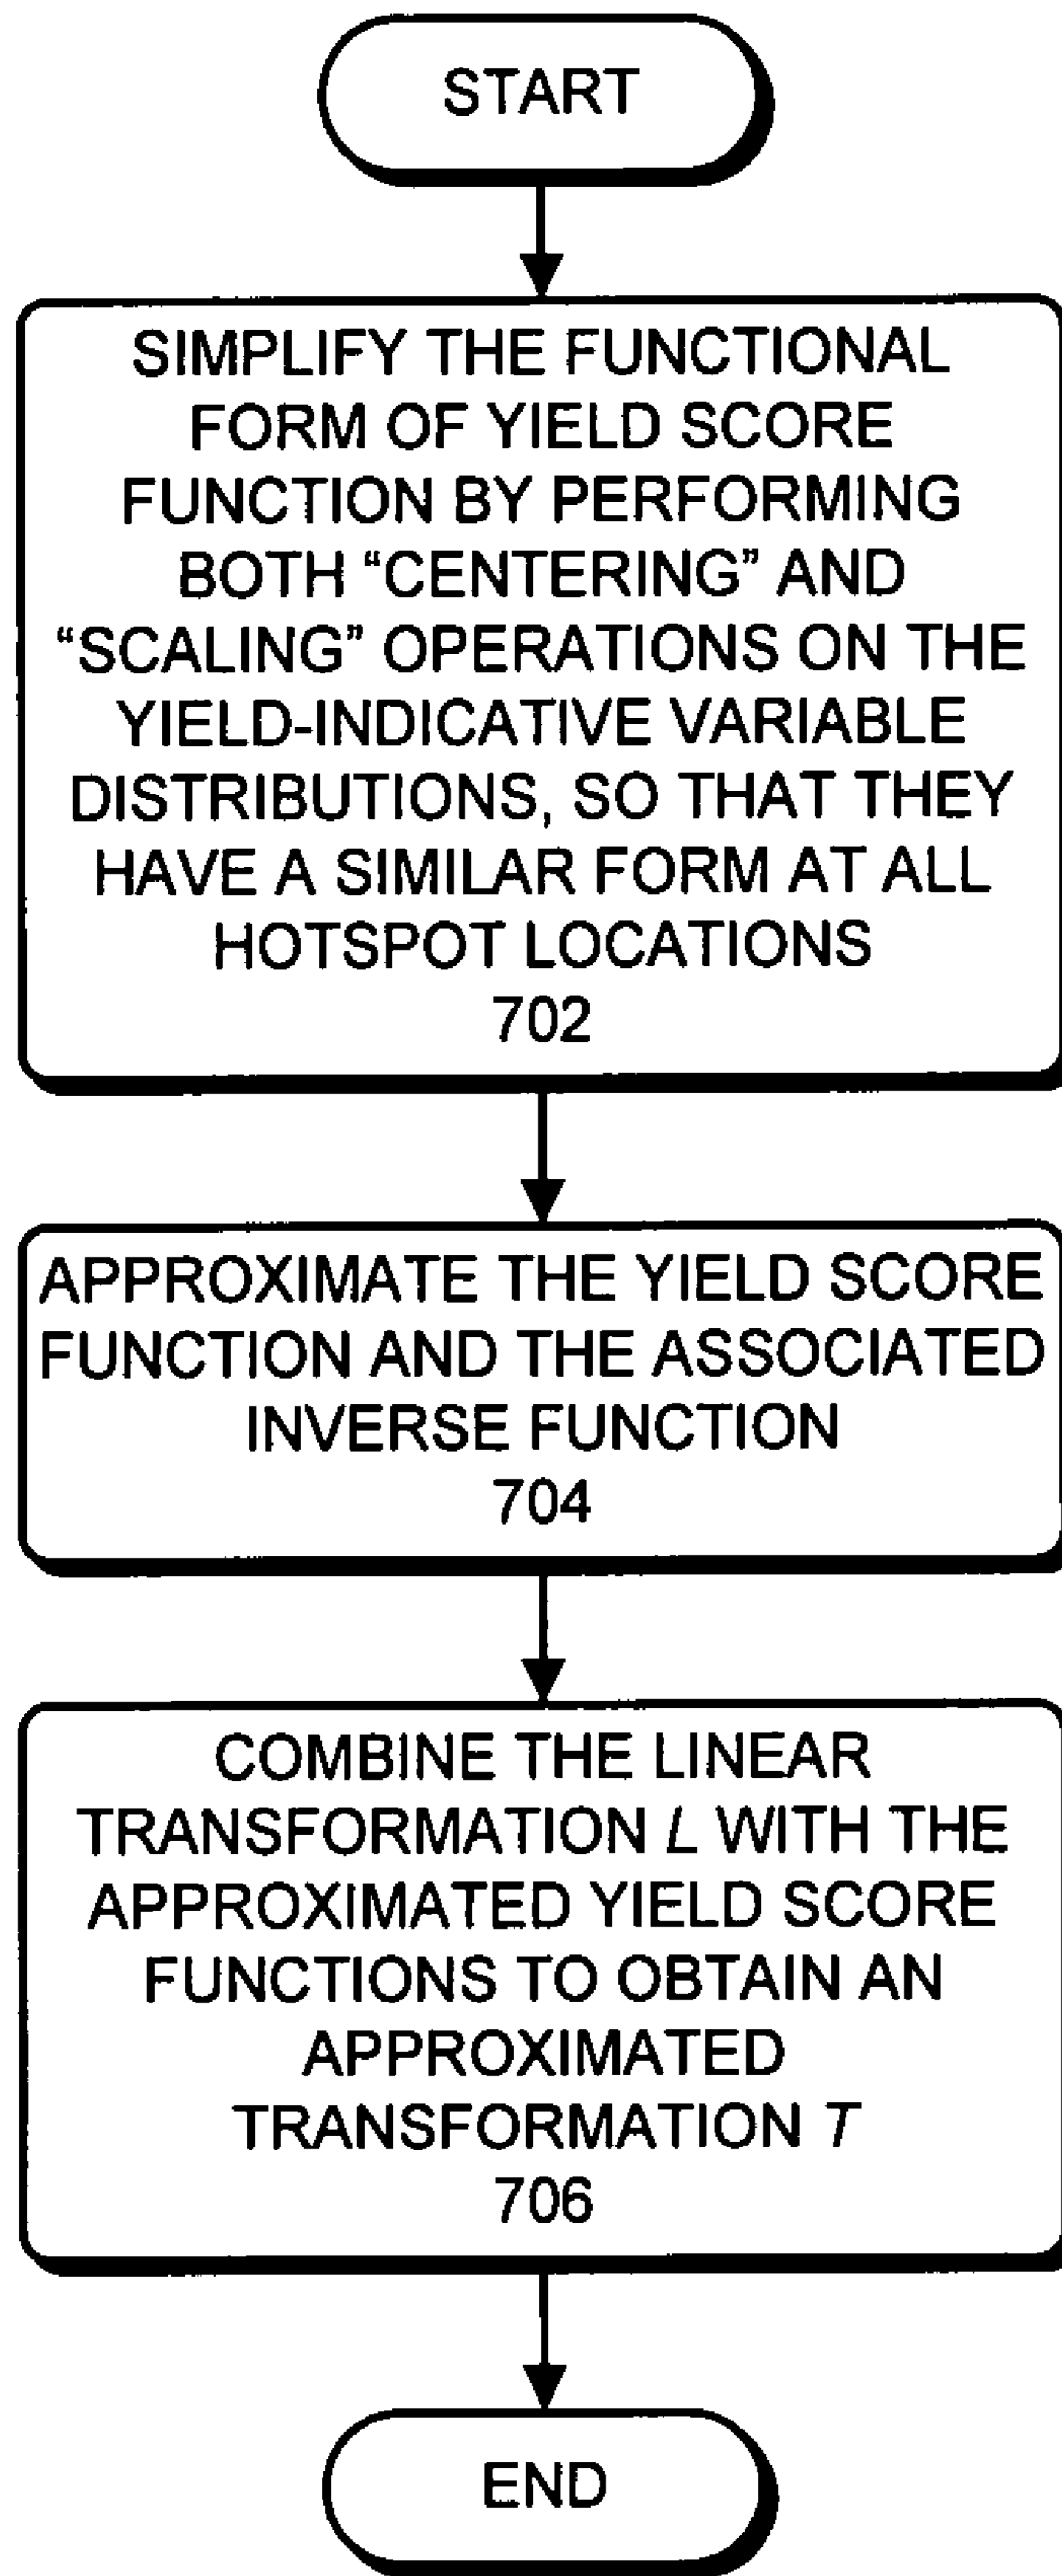 START
SIMPLIFY THE FUNCTIONAL
FORM OF YIELD SCORE
FUNCTION BY PERFORMING
BOTH “CENTERING” AND
“SCALING” OPERATIONS ON THE
YIELD-INDICATIVE VARIABLE
DISTRIBUTIONS, SO THAT THEY
HAVE A SIMILAR FORM AT ALL
HOTSPOT LOCATIONS
702
APPROXIMATE THE YIELD SCORE
FUNCTION AND THE ASSOCIATED
INVERSE FUNCTION
704
COMBINE THE LINEAR
TRANSFORMATION L WITH THE
APPROXIMATED YIELD SCORE
FUNCTIONS TO OBTAIN AN
APPROXIMATED
TRANSFORMATION T
706
END